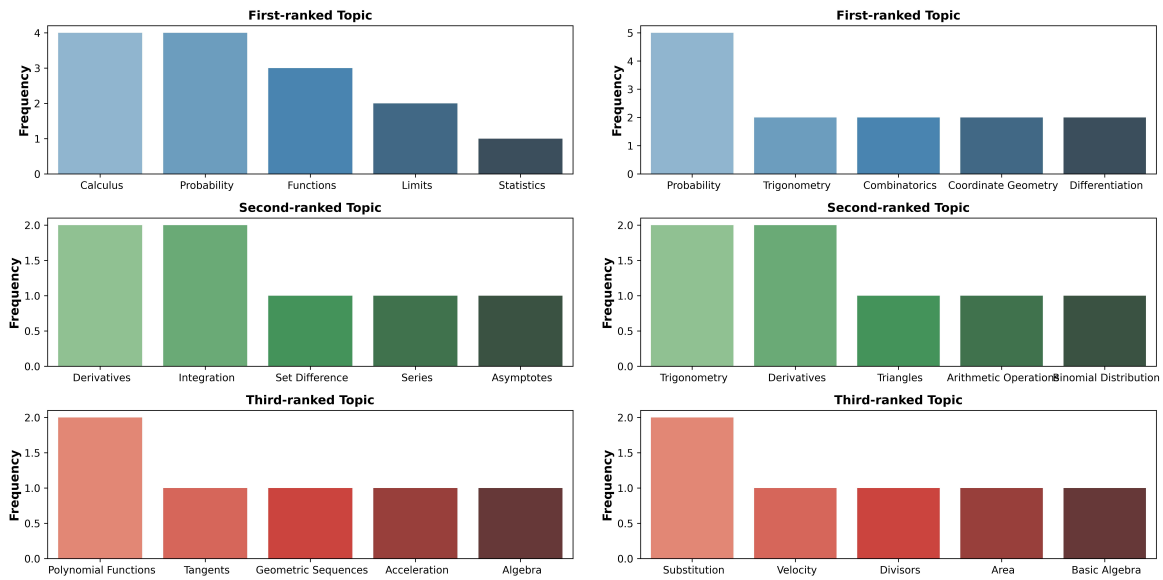 First-ranked Topic
Frequency
4
3
2
1
0
Calculus Probability Functions Limits Statistics
First-ranked Topic
Frequency
5
4
3
2
1
0
Probability Trigonometry Combinatorics Coordinate Geometry Differentiation
Second-ranked Topic
Frequency
2.0
1.5
1.0
0.5
0.0
Derivatives Integration Set Difference Series Asymptotes
Second-ranked Topic
Frequency
2.0
1.5
1.0
0.5
0.0
Trigonometry Derivatives Triangles Arithmetic Operations Binomial Distribution
Third-ranked Topic
Frequency
2.0
1.5
1.0
0.5
0.0
Polynomial Functions Tangents Geometric Sequences Acceleration Algebra
Third-ranked Topic
Frequency
2.0
1.5
1.0
0.5
0.0
Substitution Velocity Divisors Area Basic Algebra